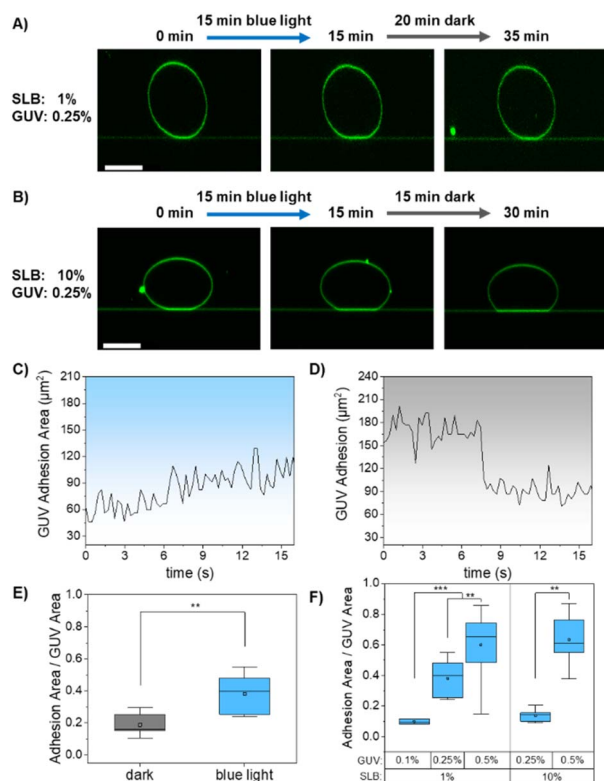 A)
15 min blue light
20 min dark
0 min
15 min
35 min
SLB: 1%
GUV: 0.25%
B)
15 min blue light
15 min dark
0 min
15 min
30 min
SLB: 10%
GUV: 0.25%
C)
GUV Adhesion Area (µm²)
210
180
150
120
90
60
30
0 3 6 9 12 15
time (s)
D)
GUV Adhesion (µm²)
240
210
180
150
120
90
60
30
0 3 6 9 12 15
time (s)
E)
Adhesion Area / GUV Area
1.0
0.8
0.6
0.4
0.2
0.0
**
dark blue light
F)
Adhesion Area / GUV Area
1.0
0.8
0.6
0.4
0.2
0.0
*** ** **
GUV: 0.1% 0.25% 0.5% 0.25% 0.5%
SLB: 1% 10%